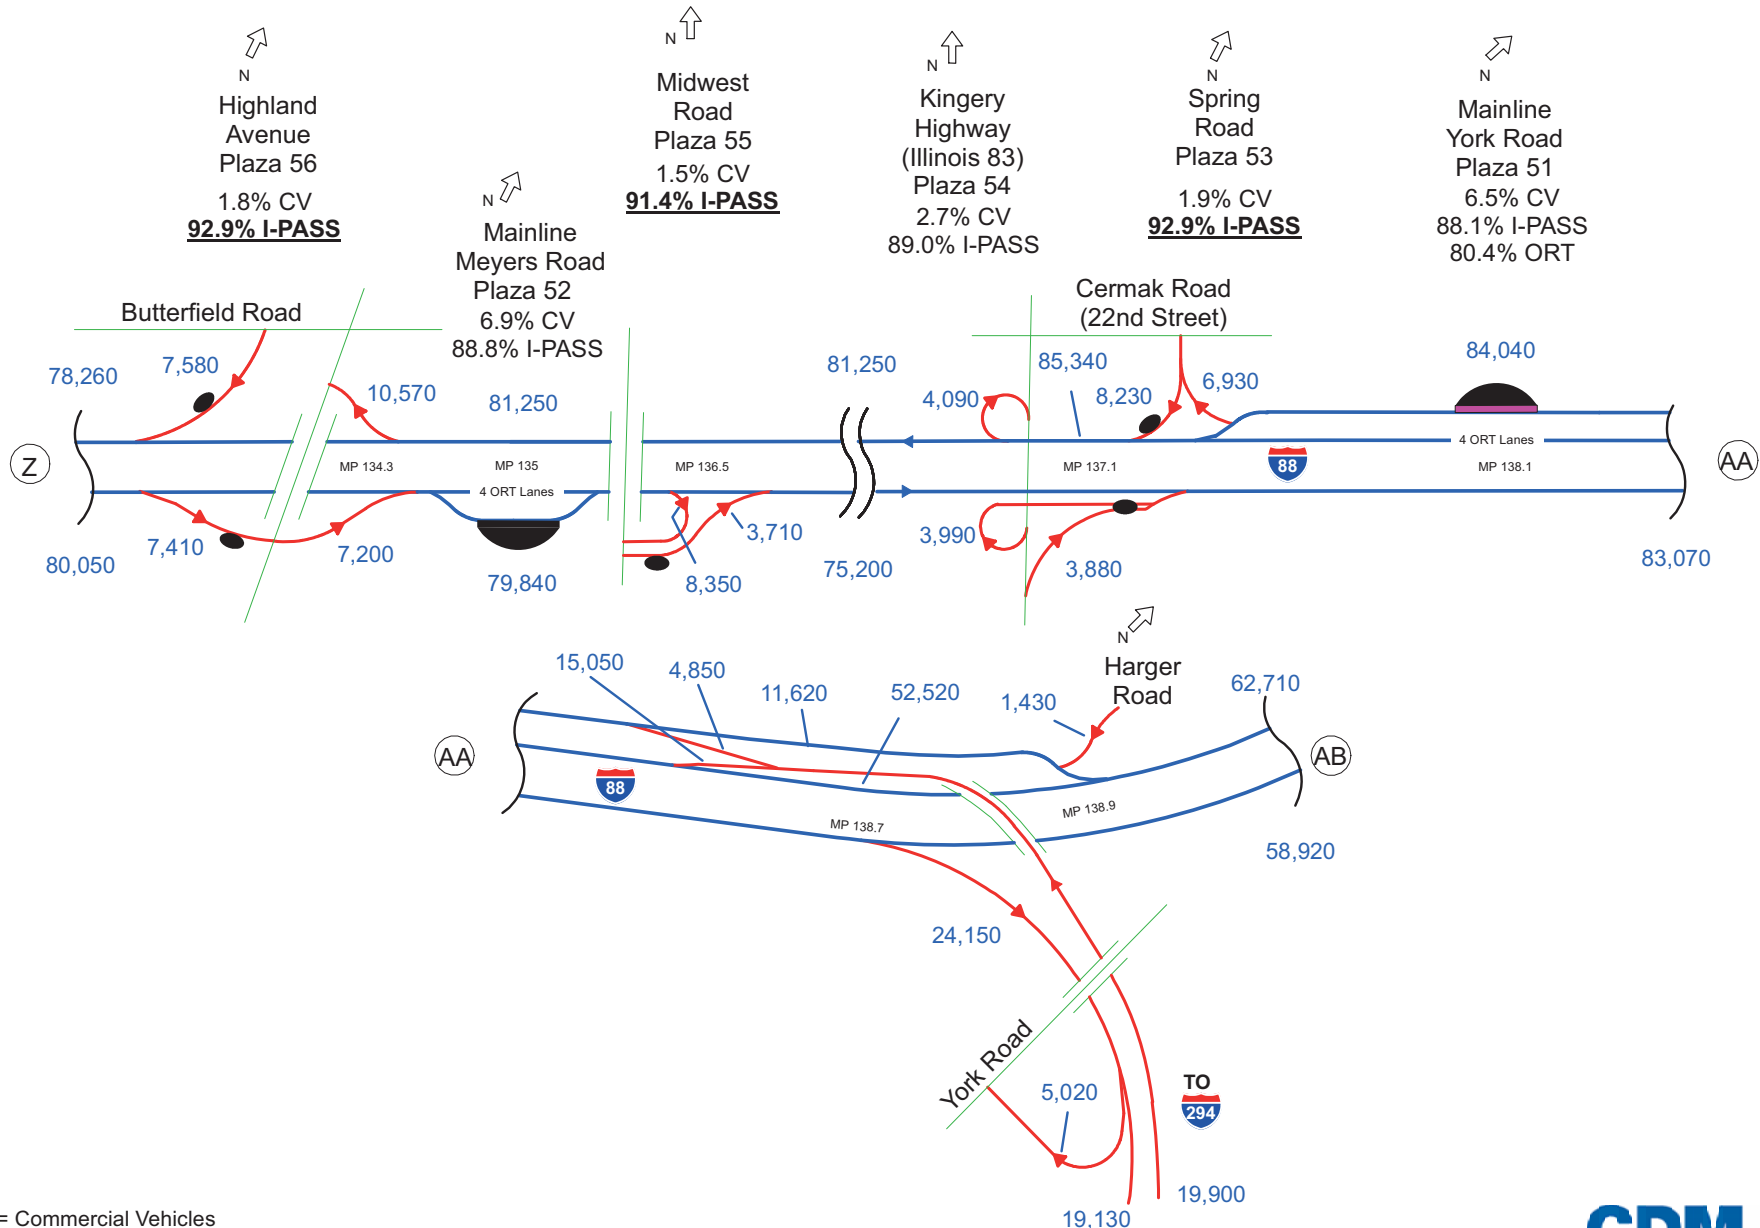 N
Highland
Avenue
Plaza 56
1.8% CV
92.9% I-PASS
N
Mainline
Meyers Road
Plaza 52
6.9% CV
88.8% I-PASS
N
Midwest
Road
Plaza 55
1.5% CV
91.4% I-PASS
N
Kingery
Highway
(Illinois 83)
Plaza 54
2.7% CV
89.0% I-PASS
N
Spring
Road
Plaza 53
1.9% CV
92.9% I-PASS
N
Mainline
York Road
Plaza 51
6.5% CV
88.1% I-PASS
80.4% ORT
Butterfield Road
Cermak Road
(22nd Street)
78,260
7,580
10,570
81,250
81,250
4,090
85,340
8,230
6,930
84,040
Z
MP 134.3
MP 135
4 ORT Lanes
MP 136.5
MP 137.1
88
4 ORT Lanes
MP 138.1
AA
80,050
7,410
7,200
79,840
8,350
3,710
75,200
3,990
3,880
83,070
N
Harger
Road
15,050
4,850
11,620
52,520
1,430
62,710
AA
88
MP 138.7
MP 138.9
AB
58,920
24,150
York Road
5,020
TO
294
19,900
19,130
= Commercial Vehicles
CDM